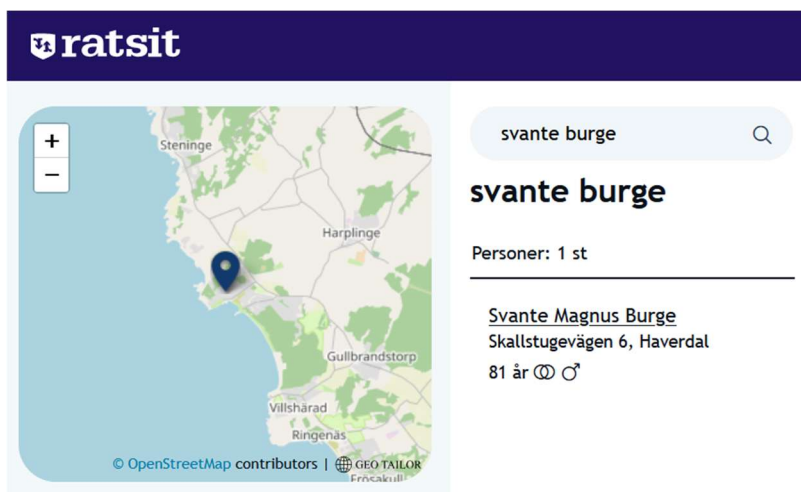 ratsit
+
−
Steninge
Harplinge
Gullbrandstorp
Villshärad
Ringenäs
Frösakull
© OpenStreetMap contributors | GEO TAILOR
svante burge
svante burge
Personer: 1 st
Svante Magnus Burge
Skallstugevägen 6, Haverdal
81 år